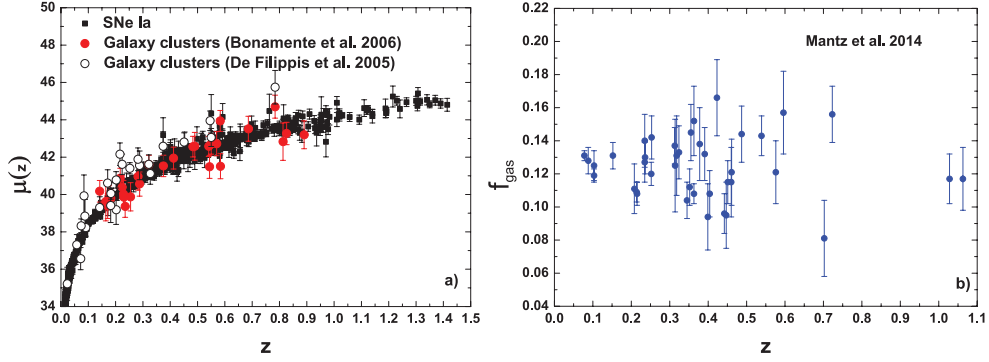 50
48
46
44
42
40
38
36
34
μ(z)
SNe Ia
Galaxy clusters (Bonamente et al. 2006)
Galaxy clusters (De Filippis et al. 2005)
a)
0.0 0.1 0.2 0.3 0.4 0.5 0.6 0.7 0.8 0.9 1.0 1.1 1.2 1.3 1.4 1.5
z
0.20
0.18
0.16
0.14
0.12
0.10
0.08
0.06
0.04
fgas
Mantz et al. 2014
b)
0.0 0.1 0.2 0.3 0.4 0.5 0.6 0.7 0.8 0.9 1.0 1.1
z